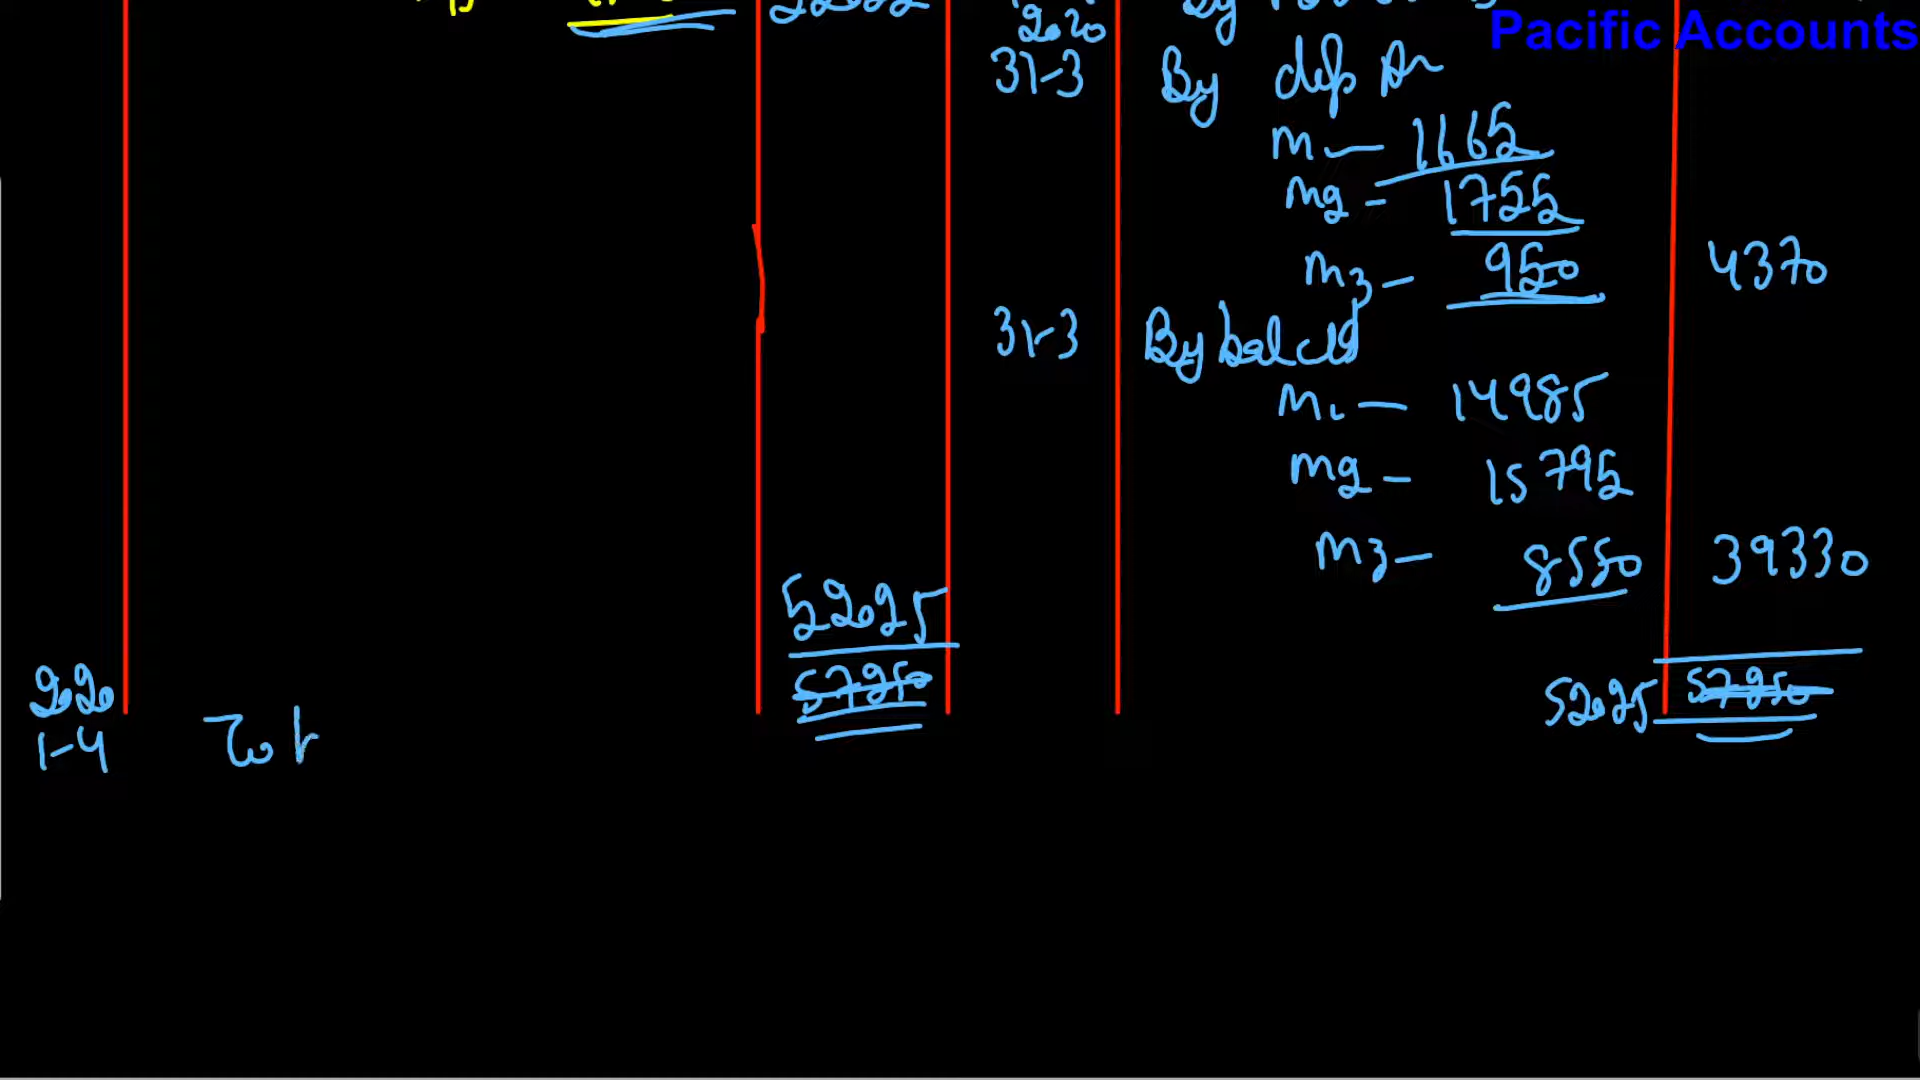 Pacific Accounts
2020
31-3 By dep A/c
M — 1665
M2 = 1755
M3 — 950 4370
31-3 By bal c/d
M1 — 14985
M2 — 15795
M3 — 8550 39330
52025
57250
52025 57250
2020
1-4 To b